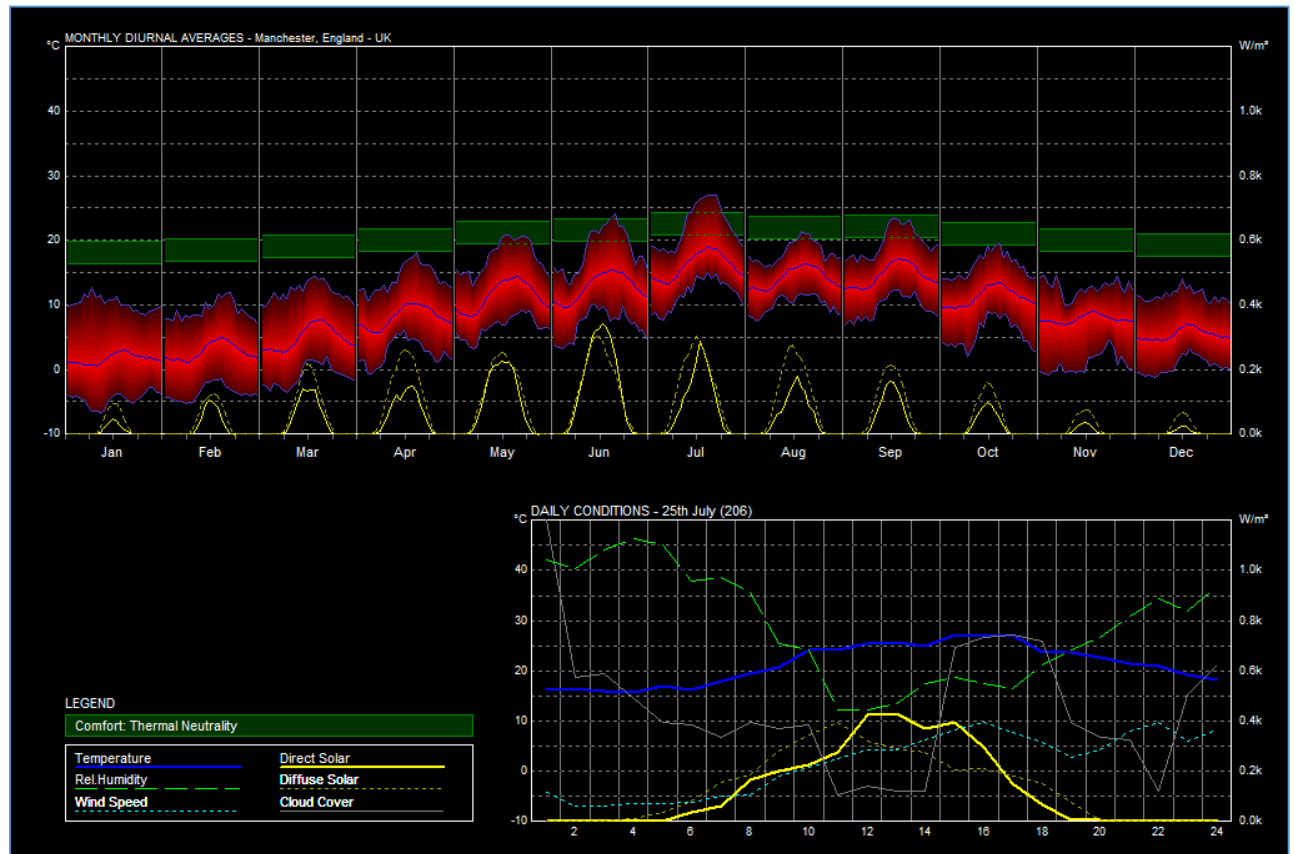 MONTHLY DIURNAL AVERAGES - Manchester, England - UK
°C
W/m²
40
1.0k
30
0.8k
20
0.6k
10
0.4k
0
0.2k
-10
0.0k
Jan Feb Mar Apr May Jun Jul Aug Sep Oct Nov Dec
DAILY CONDITIONS - 25th July (206)
°C
W/m²
40
1.0k
30
0.8k
20
0.6k
10
0.4k
0
0.2k
-10
0.0k
2 4 6 8 10 12 14 16 18 20 22 24
LEGEND
Comfort: Thermal Neutrality
Temperature
Direct Solar
Rel.Humidity
Diffuse Solar
Wind Speed
Cloud Cover